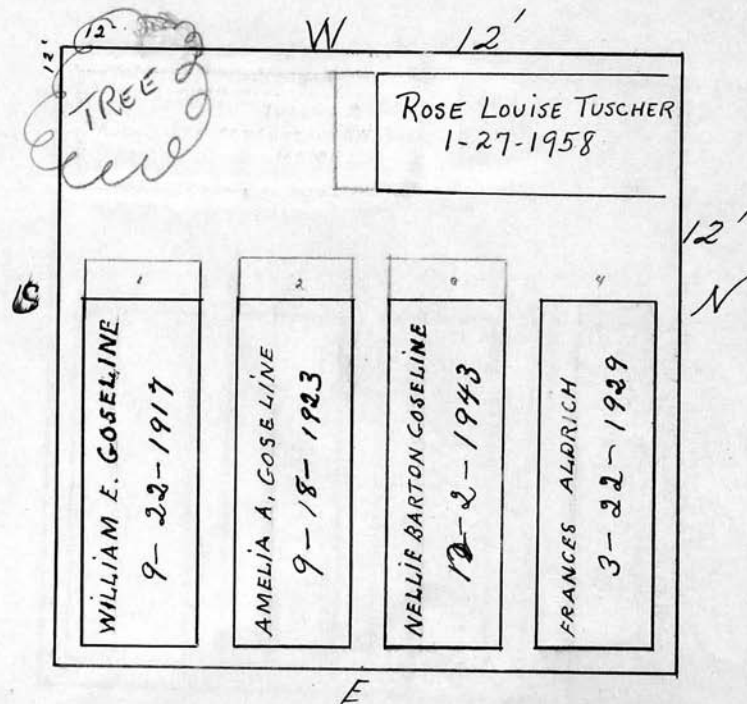 W
12'
12
12'
TREE
ROSE LOUISE TUSCHER
1-27-1958
12'
S
N
1
2
3
4
WILLIAM E. GOSELINE
9-22-1917
AMELIA A. GOSELINE
9-18-1923
NELLIE BARTON GOSELINE
-2-1943
FRANCES ALDRICH
3-22-1929
E